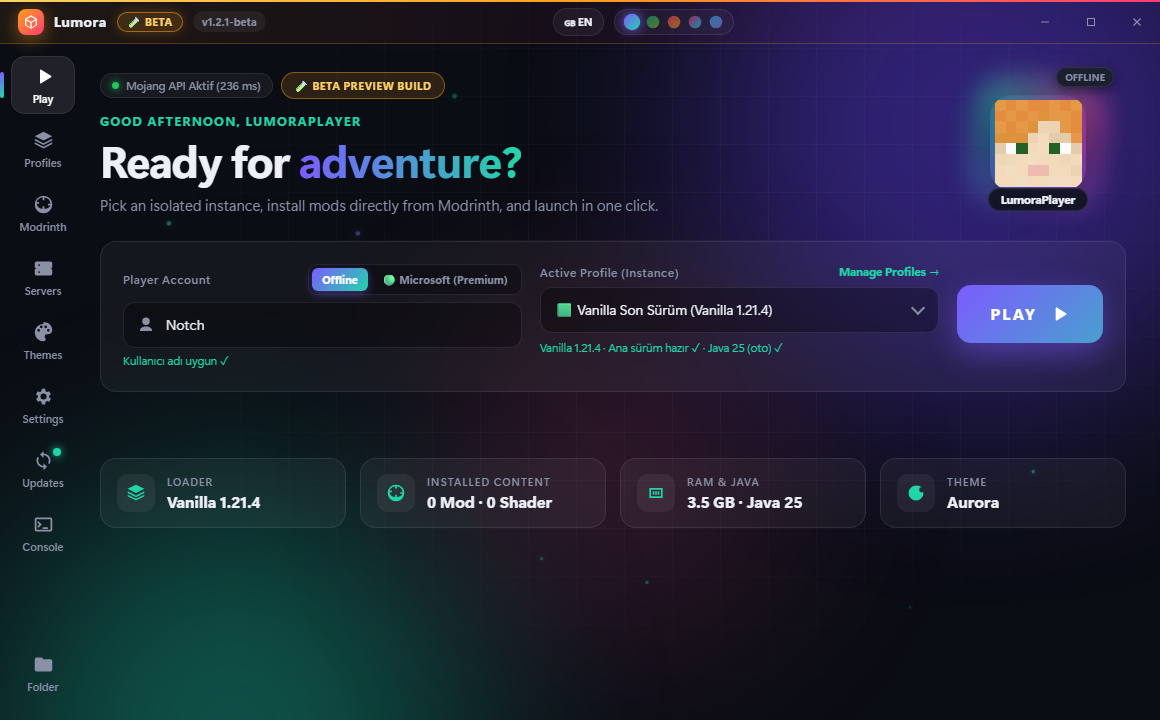 Lumora
BETA
v1.2.1-beta
GB EN
Play
Profiles
Modrinth
Servers
Themes
Settings
Updates
Console
Folder
Mojang API Aktif (236 ms)
BETA PREVIEW BUILD
GOOD AFTERNOON, LUMORAPLAYER
Ready for adventure?
Pick an isolated instance, install mods directly from Modrinth, and launch in one click.
OFFLINE
LumoraPlayer
Player Account
Offline
Microsoft (Premium)
Notch
Kullanıcı adı uygun ✓
Active Profile (Instance)
Manage Profiles →
Vanilla Son Sürüm (Vanilla 1.21.4)
Vanilla 1.21.4 · Ana sürüm hazır ✓ · Java 25 (oto) ✓
PLAY
LOADER
Vanilla 1.21.4
INSTALLED CONTENT
0 Mod · 0 Shader
RAM & JAVA
3.5 GB · Java 25
THEME
Aurora